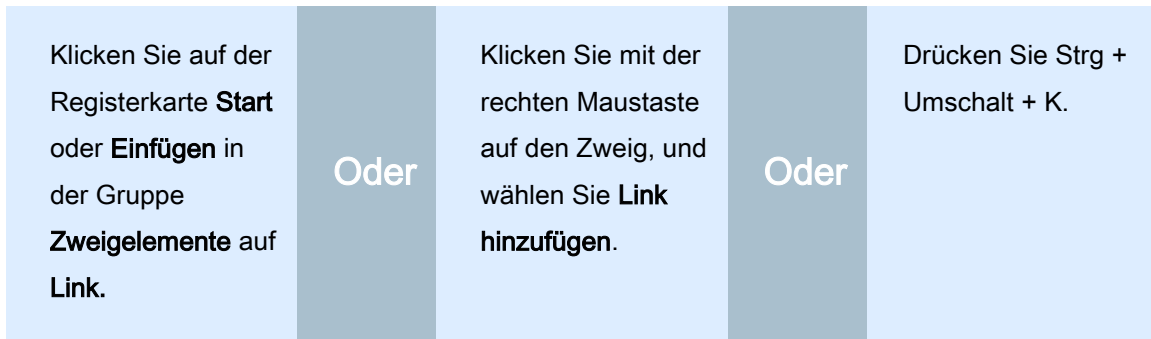 Klicken Sie auf der
Registerkarte Start
oder Einfügen in
der Gruppe
Zweigelemente auf
Link.
Oder
Klicken Sie mit der
rechten Maustaste
auf den Zweig, und
wählen Sie Link
hinzufügen.
Oder
Drücken Sie Strg +
Umschalt + K.